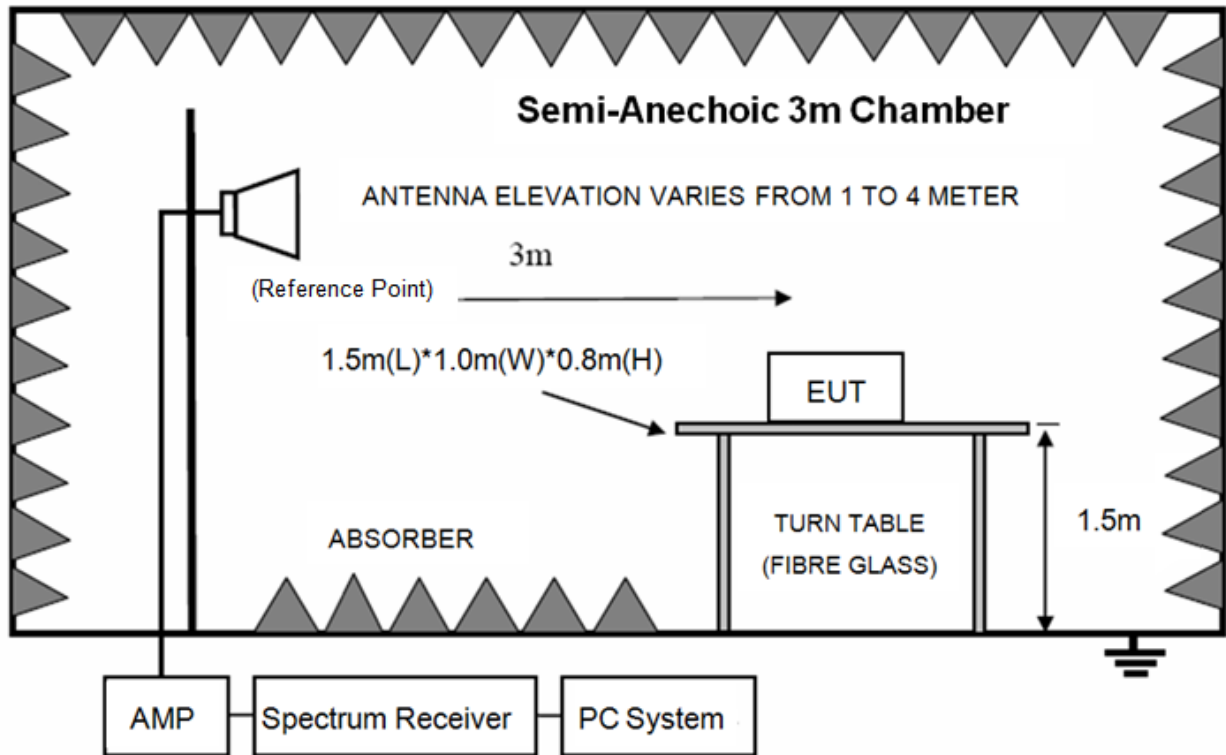 Semi-Anechoic 3m Chamber
ANTENNA ELEVATION VARIES FROM 1 TO 4 METER
3m
(Reference Point)
1.5m(L)*1.0m(W)*0.8m(H)
EUT
1.5m
TURN TABLE
(FIBRE GLASS)
ABSORBER
AMP
Spectrum Receiver
PC System